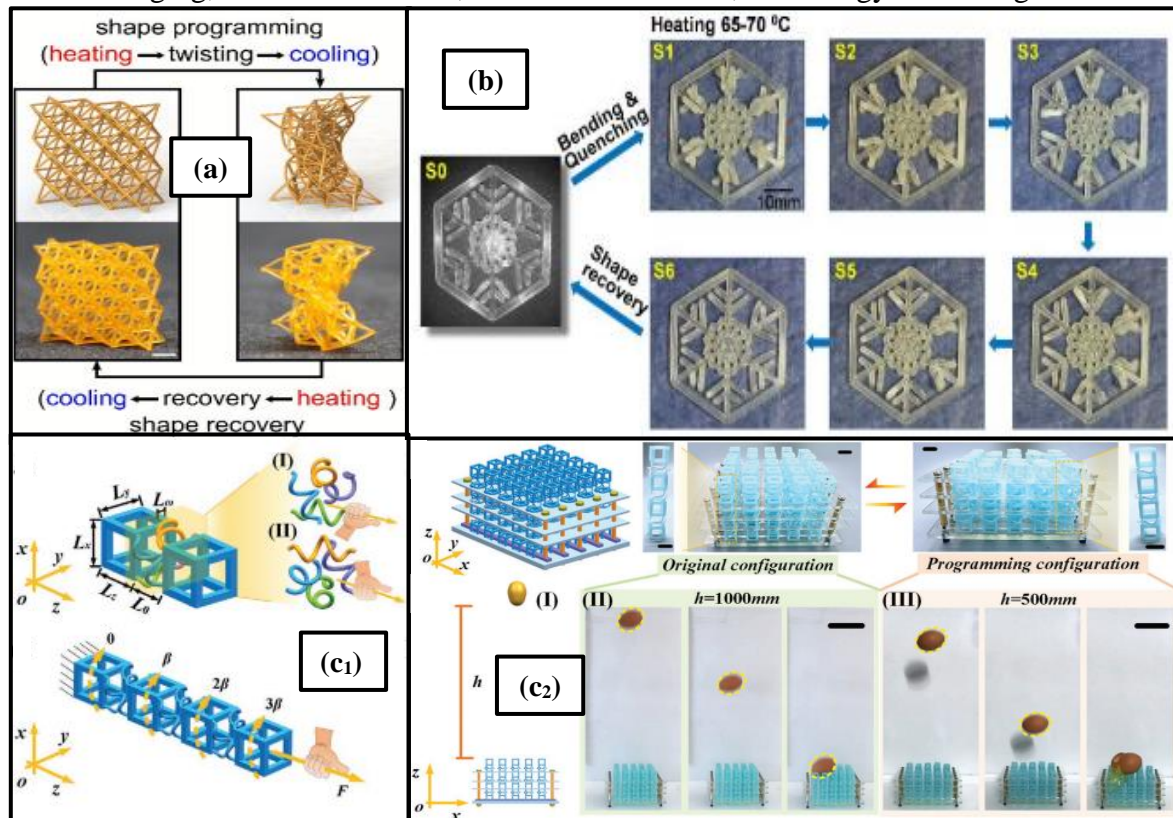 shape programming
(heating → twisting → cooling)
(a)
(cooling ← recovery ← heating )
shape recovery
(b)
Heating 65-70 ⁰C
S0
Bending &
Quenching
S1
10mm
S2
S3
S4
S5
S6
Shape
recovery
(c₁)
(I)
(II)
Ly
Lω
Lx
Lz
L0
x
y
o
z
0
β
2β
3β
x
y
o
z
F
(c₂)
z
y
o
x
Original configuration
Programming configuration
(I)
(II)
h=1000mm
(III)
h=500mm
h
z
o
x